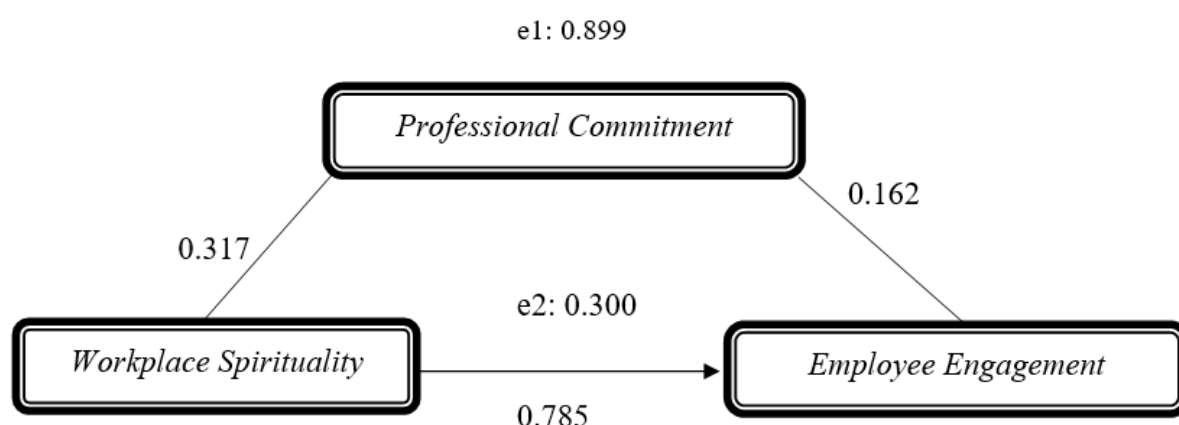 e1: 0.899
Professional Commitment
0.162
0.317
e2: 0.300
Workplace Spirituality
Employee Engagement
0.785